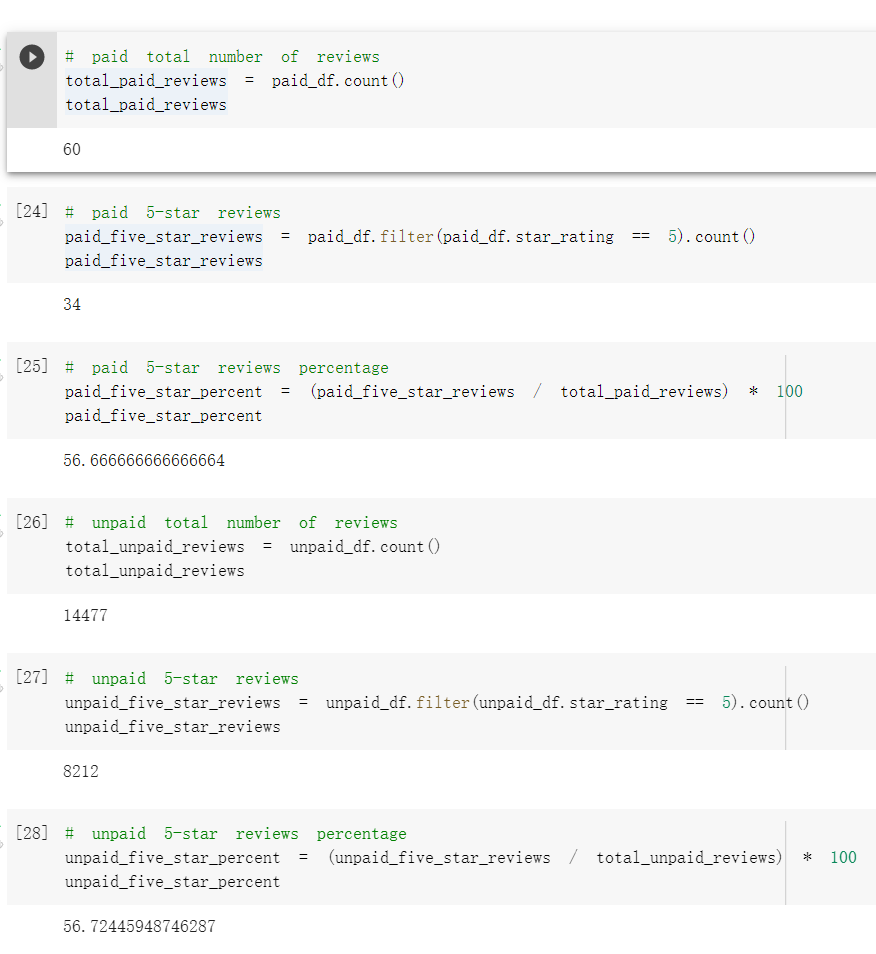 # paid total number of reviews
total_paid_reviews = paid_df.count()
total_paid_reviews
60
[24] # paid 5-star reviews
paid_five_star_reviews = paid_df.filter(paid_df.star_rating == 5).count()
paid_five_star_reviews
34
[25] # paid 5-star reviews percentage
paid_five_star_percent = (paid_five_star_reviews / total_paid_reviews) * 100
paid_five_star_percent
56.666666666666664
[26] # unpaid total number of reviews
total_unpaid_reviews = unpaid_df.count()
total_unpaid_reviews
14477
[27] # unpaid 5-star reviews
unpaid_five_star_reviews = unpaid_df.filter(unpaid_df.star_rating == 5).count()
unpaid_five_star_reviews
8212
[28] # unpaid 5-star reviews percentage
unpaid_five_star_percent = (unpaid_five_star_reviews / total_unpaid_reviews) * 100
unpaid_five_star_percent
56.72445948746287